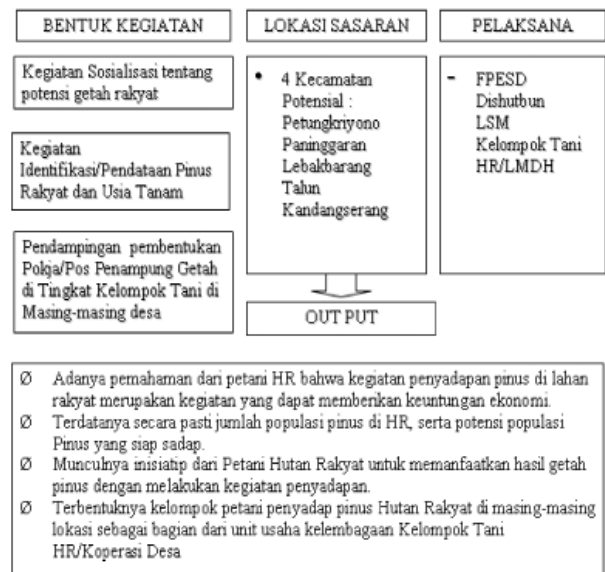 BENTUK KEGIATAN
Kegiatan Sosialisasi tentang
potensi getah rakyat
Kegiatan
Identifikasi/Pendataan Pinus
Rakyat dan Usia Tanam
Pendampingan pembentukan
Pokja/Pos Penampung Getah
di Tingkat Kelompok Tani di
Masing-masing desa
LOKASI SASARAN
• 4 Kecamatan
Potensial :
Petungkriyono
Paninggaran
Lebakbarang
Talun
Kandangserang
PELAKSANA
- FPESD
Dishutbun
LSM
Kelompok Tani
HR/LMDH
OUT PUT
Ø Adanya pemahaman dari petani HR bahwa kegiatan penyadapan pinus di lahan
rakyat merupakan kegiatan yang dapat memberikan keuntungan ekonomi.
Ø Terdatanya secara pasti jumlah populasi pinus di HR, serta potensi populasi
Pinus yang siap sadap.
Ø Munculnya inisiatip dari Petani Hutan Rakyat untuk memanfaatkan hasil getah
pinus dengan melakukan kegiatan penyadapan.
Ø Terbentuknya kelompok petani penyadap pinus Hutan Rakyat di masing-masing
lokasi sebagai bagian dari unit usaha kelembagaan Kelompok Tani
HR/Koperasi Desa